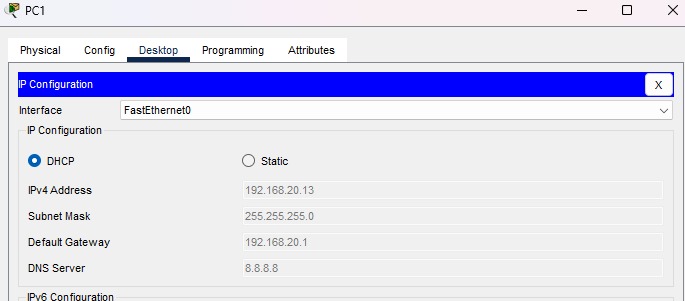 PC1
Physical Config Desktop Programming Attributes
IP Configuration X
Interface FastEthernet0
IP Configuration
DHCP Static
IPv4 Address 192.168.20.13
Subnet Mask 255.255.255.0
Default Gateway 192.168.20.1
DNS Server 8.8.8.8
IPv6 Configuration